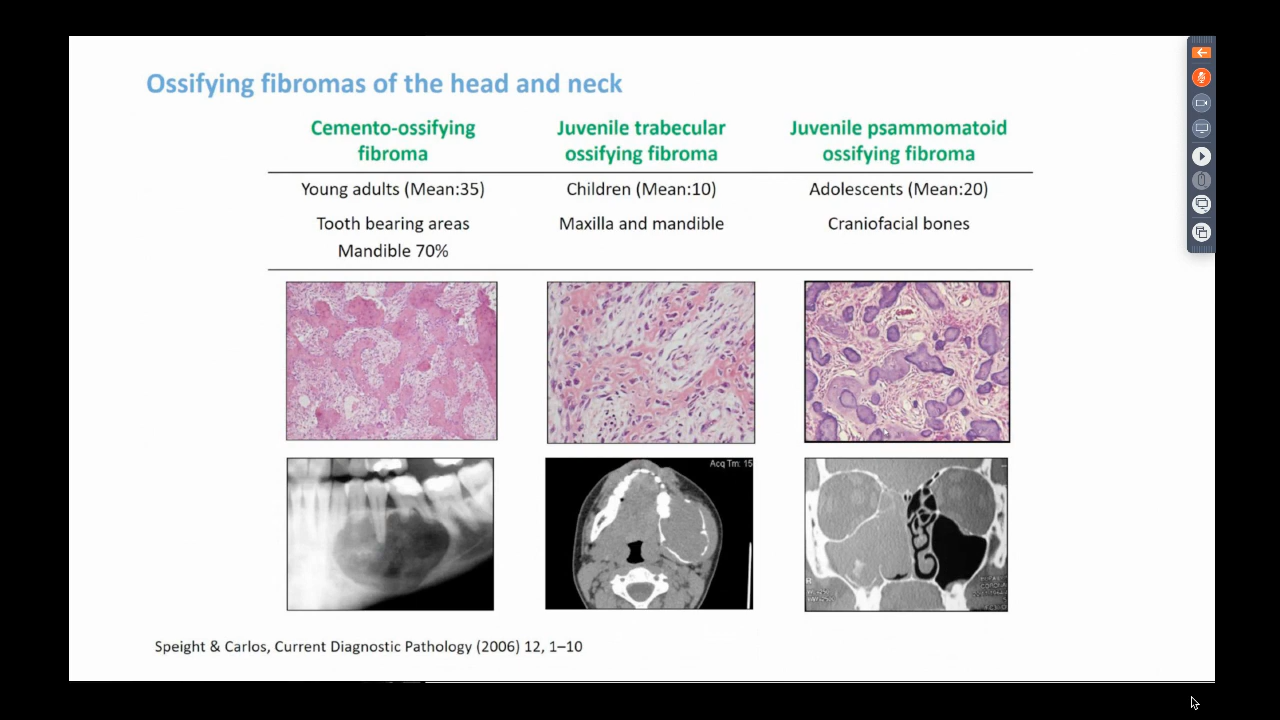 Ossifying fibromas of the head and neck
Cemento-ossifying
fibroma
Juvenile trabecular
ossifying fibroma
Juvenile psammomatoid
ossifying fibroma
Young adults (Mean:35)
Children (Mean:10)
Adolescents (Mean:20)
Tooth bearing areas
Mandible 70%
Maxilla and mandible
Craniofacial bones
Acq Tm: 15
R
Speight & Carlos, Current Diagnostic Pathology (2006) 12, 1–10